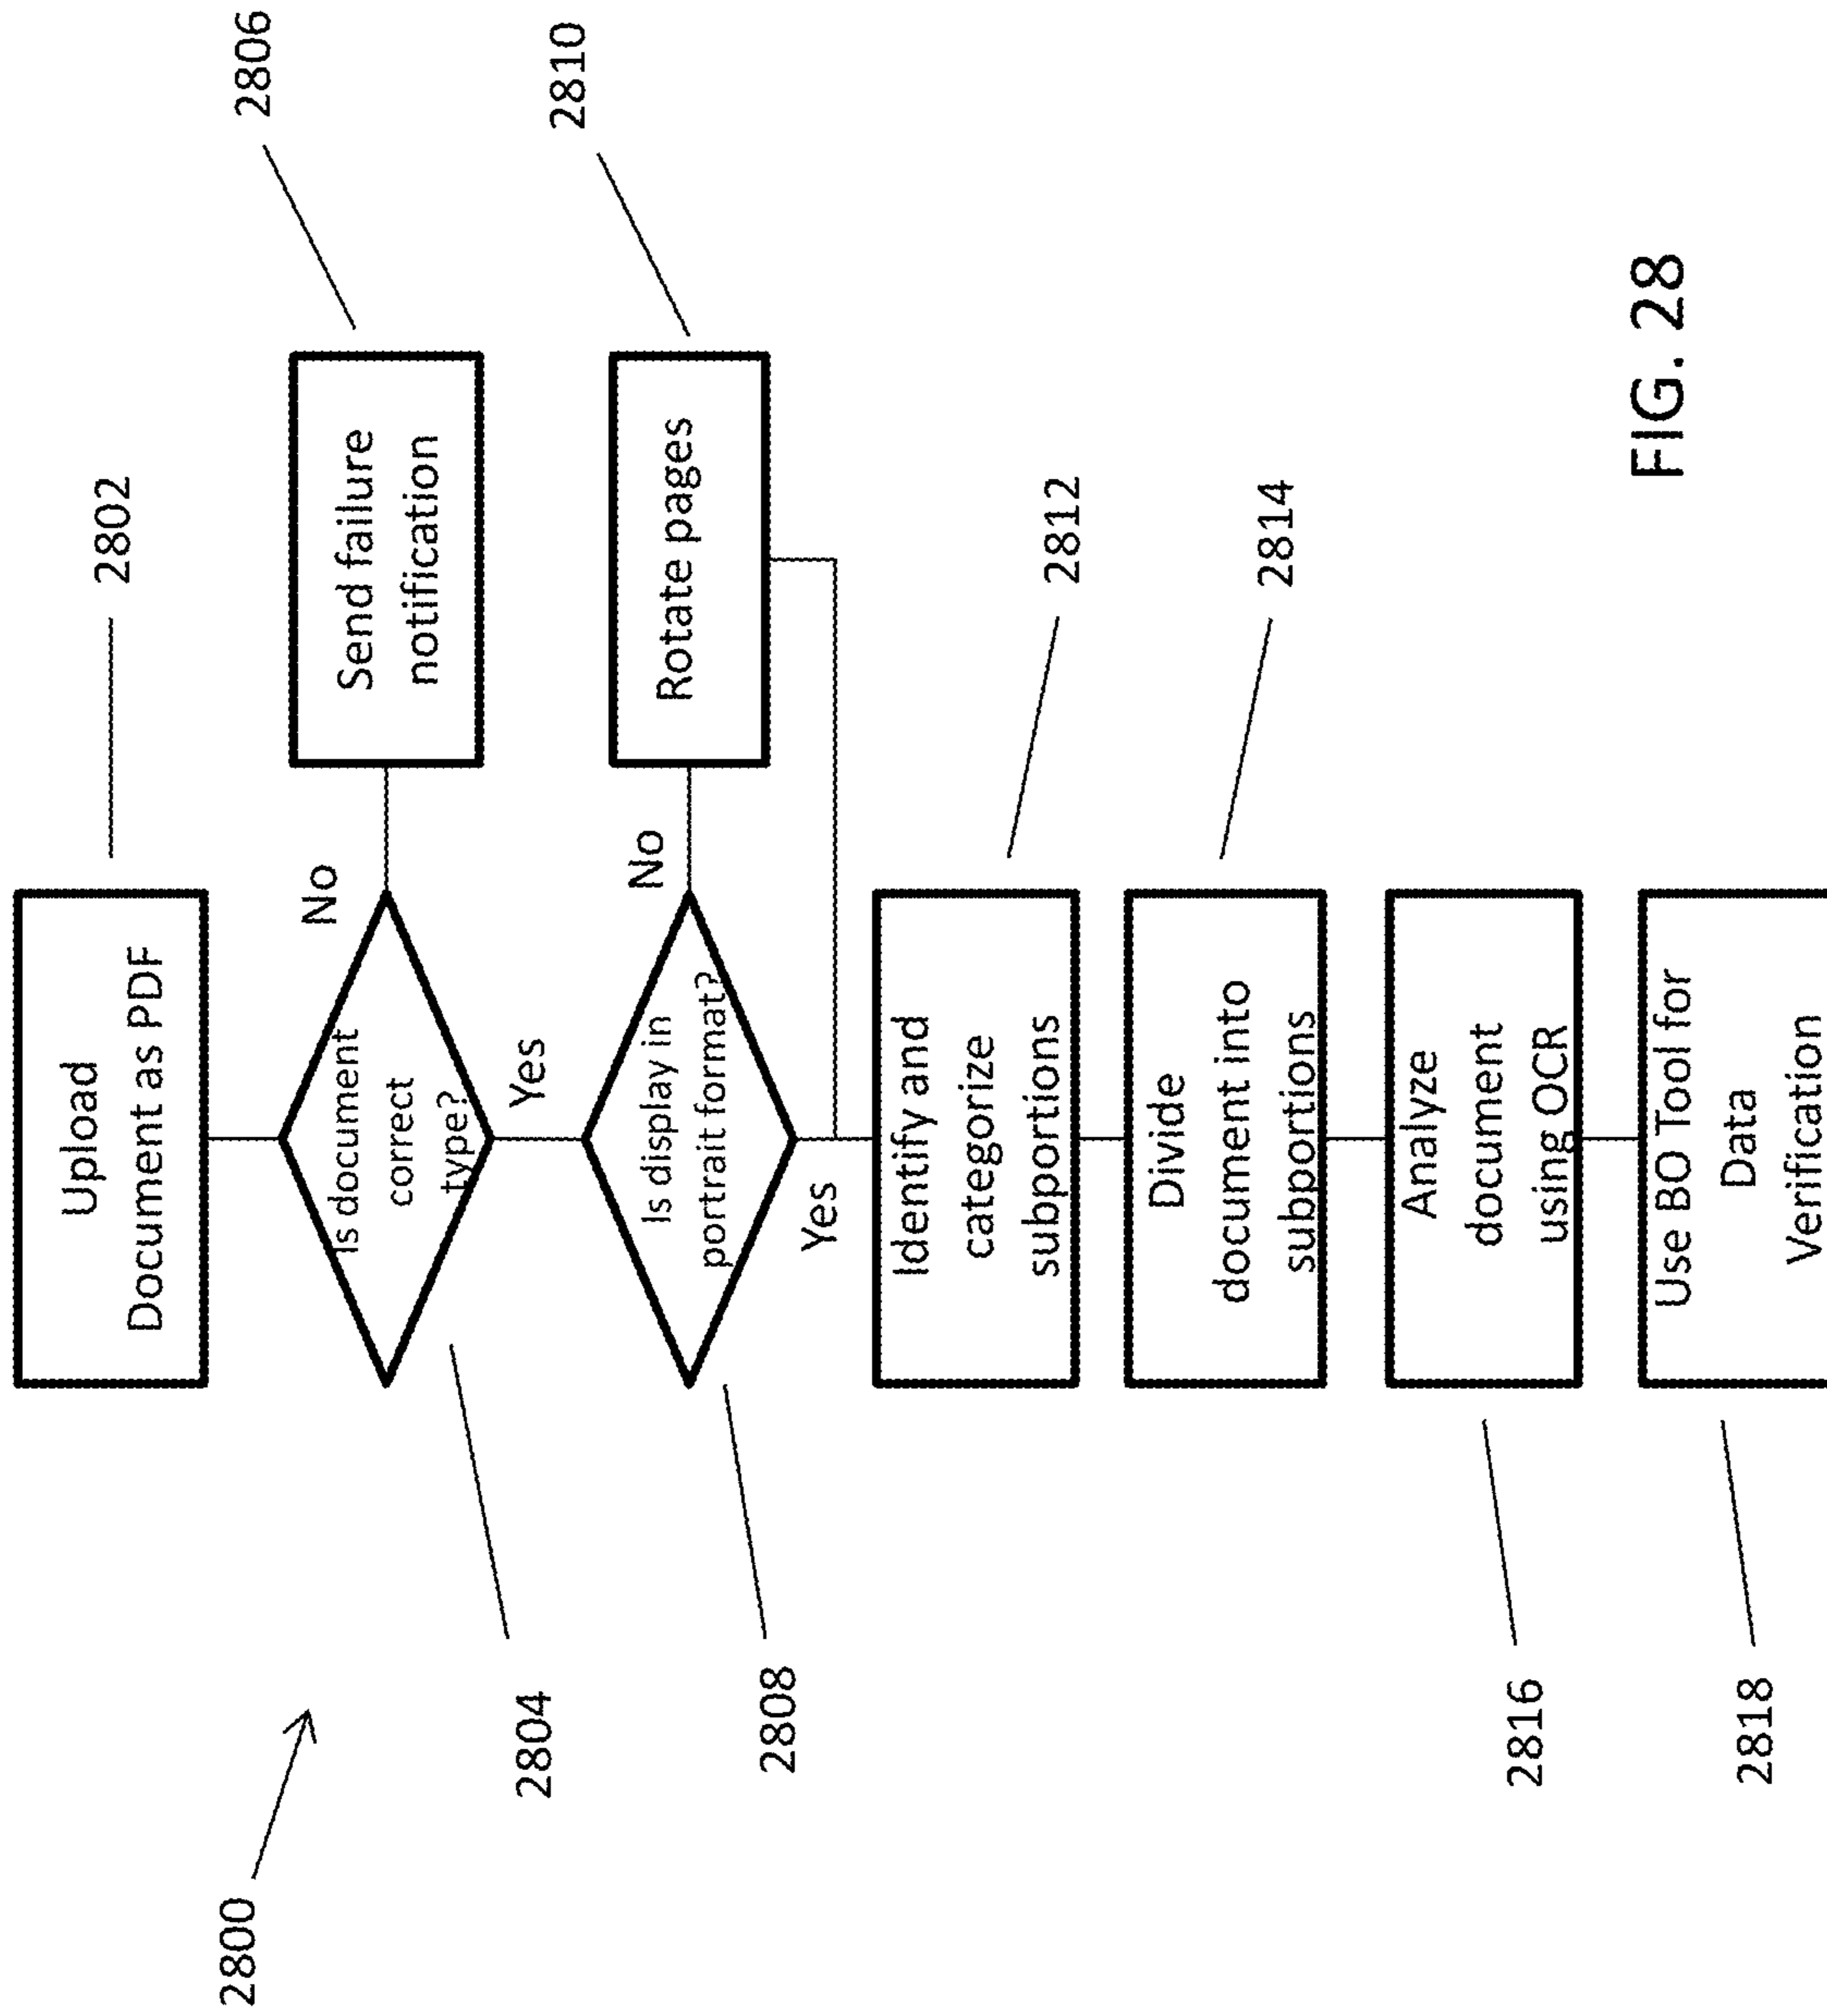 2800
Upload
Document as PDF
2802
Is document
correct
type?
2804
No
Send failure
notification
2806
Yes
Is display in
portrait format?
2808
No
Rotate pages
2810
Yes
Identify and
categorize
subportions
2812
Divide
document into
subportions
2814
Analyze
document
using OCR
2816
Use BO Tool for
Data
Verification
2818
FIG. 28